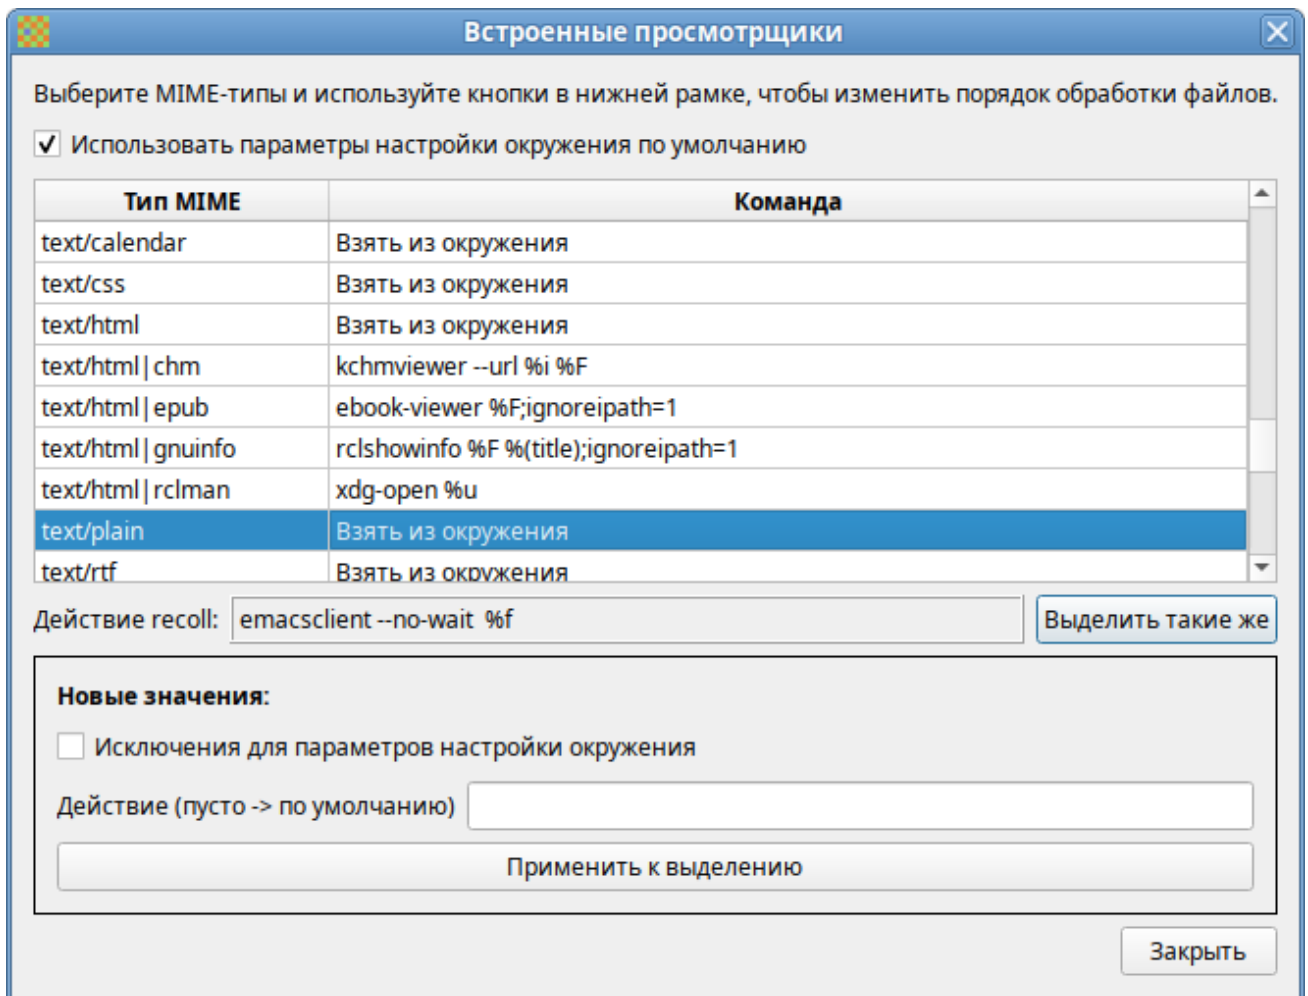 Встроенные просмотрщики
Выберите MIME-типы и используйте кнопки в нижней рамке, чтобы изменить порядок обработки файлов.
Использовать параметры настройки окружения по умолчанию
Тип MIME Команда
text/calendar Взять из окружения
text/css Взять из окружения
text/html Взять из окружения
text/html|chm kchmviewer --url %i %F
text/html|epub ebook-viewer %F;ignoreipath=1
text/html|gnuinfo rclshowinfo %F %(title);ignoreipath=1
text/html|rclman xdg-open %u
text/plain Взять из окружения
text/rtf Взять из окружения
Действие recoll: emacsclient --no-wait  %f Выделить такие же
Новые значения:
Исключения для параметров настройки окружения
Действие (пусто -> по умолчанию)
Применить к выделению
Закрыть